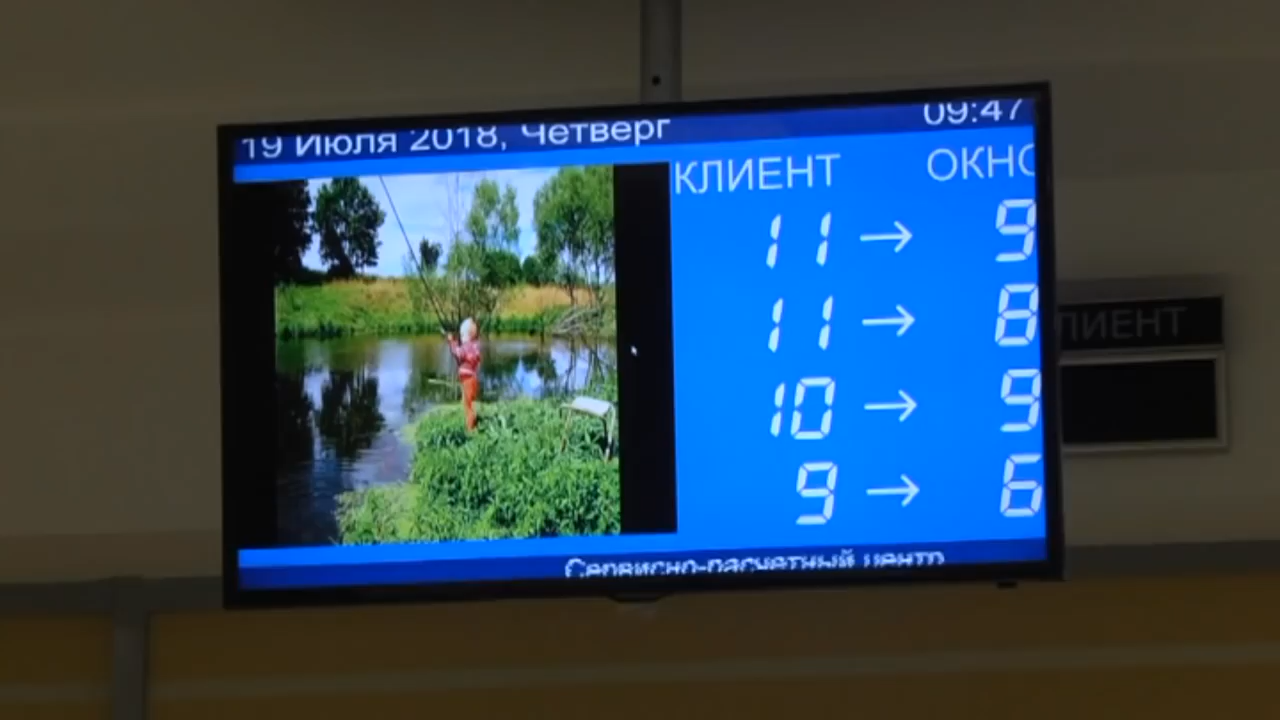 19 Июля 2018, Четверг 09:47
КЛИЕНТ ОКНО
11 → 9
11 → 8
10 → 9
9 → 6
Сервисно-расчетный центр
КЛИЕНТ